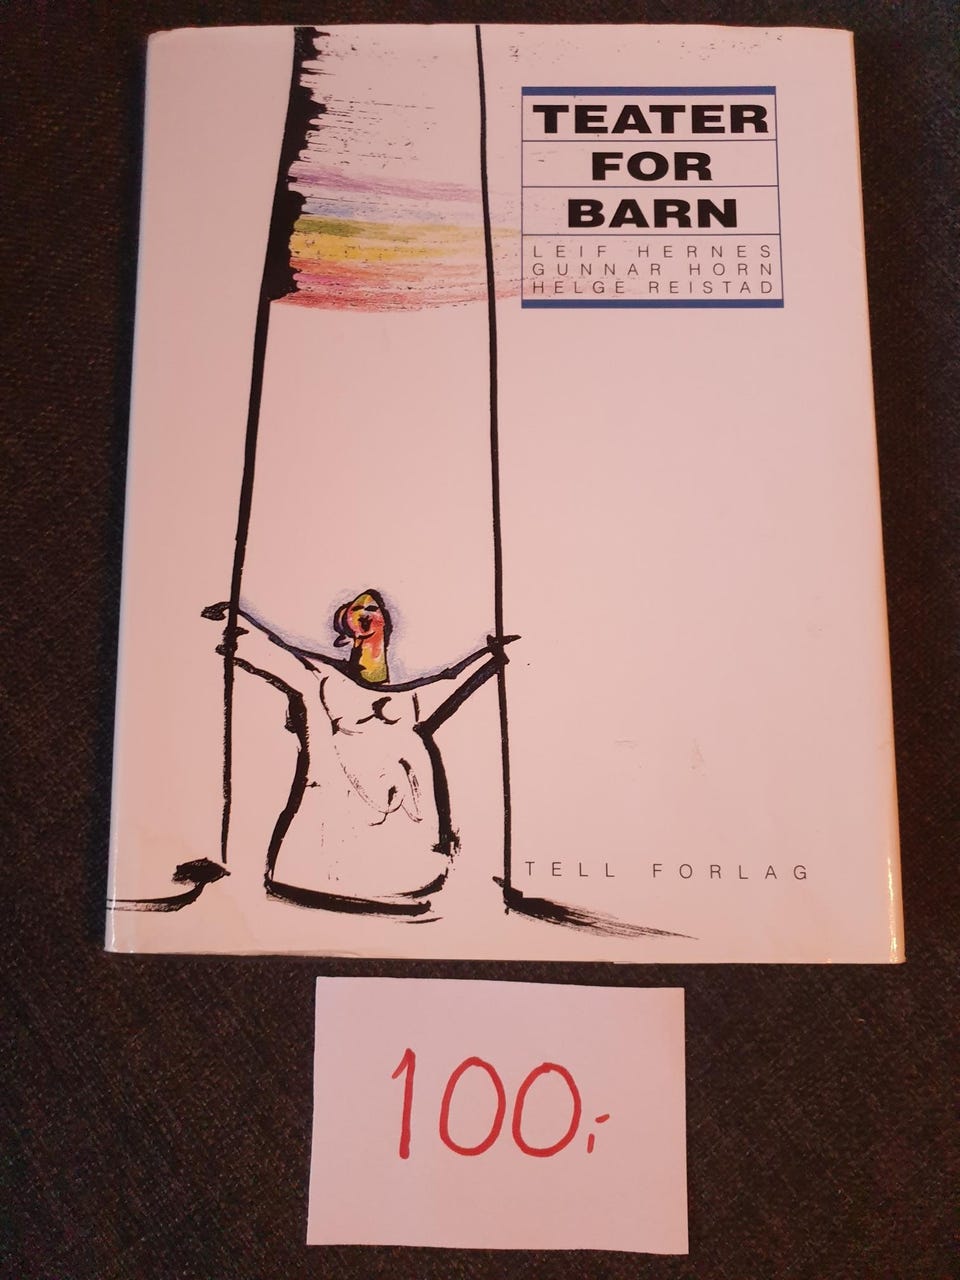 TEATER
FOR
BARN
LEIF HERNES
GUNNAR HORN
HELGE REISTAD
TELL FORLAG
100,-